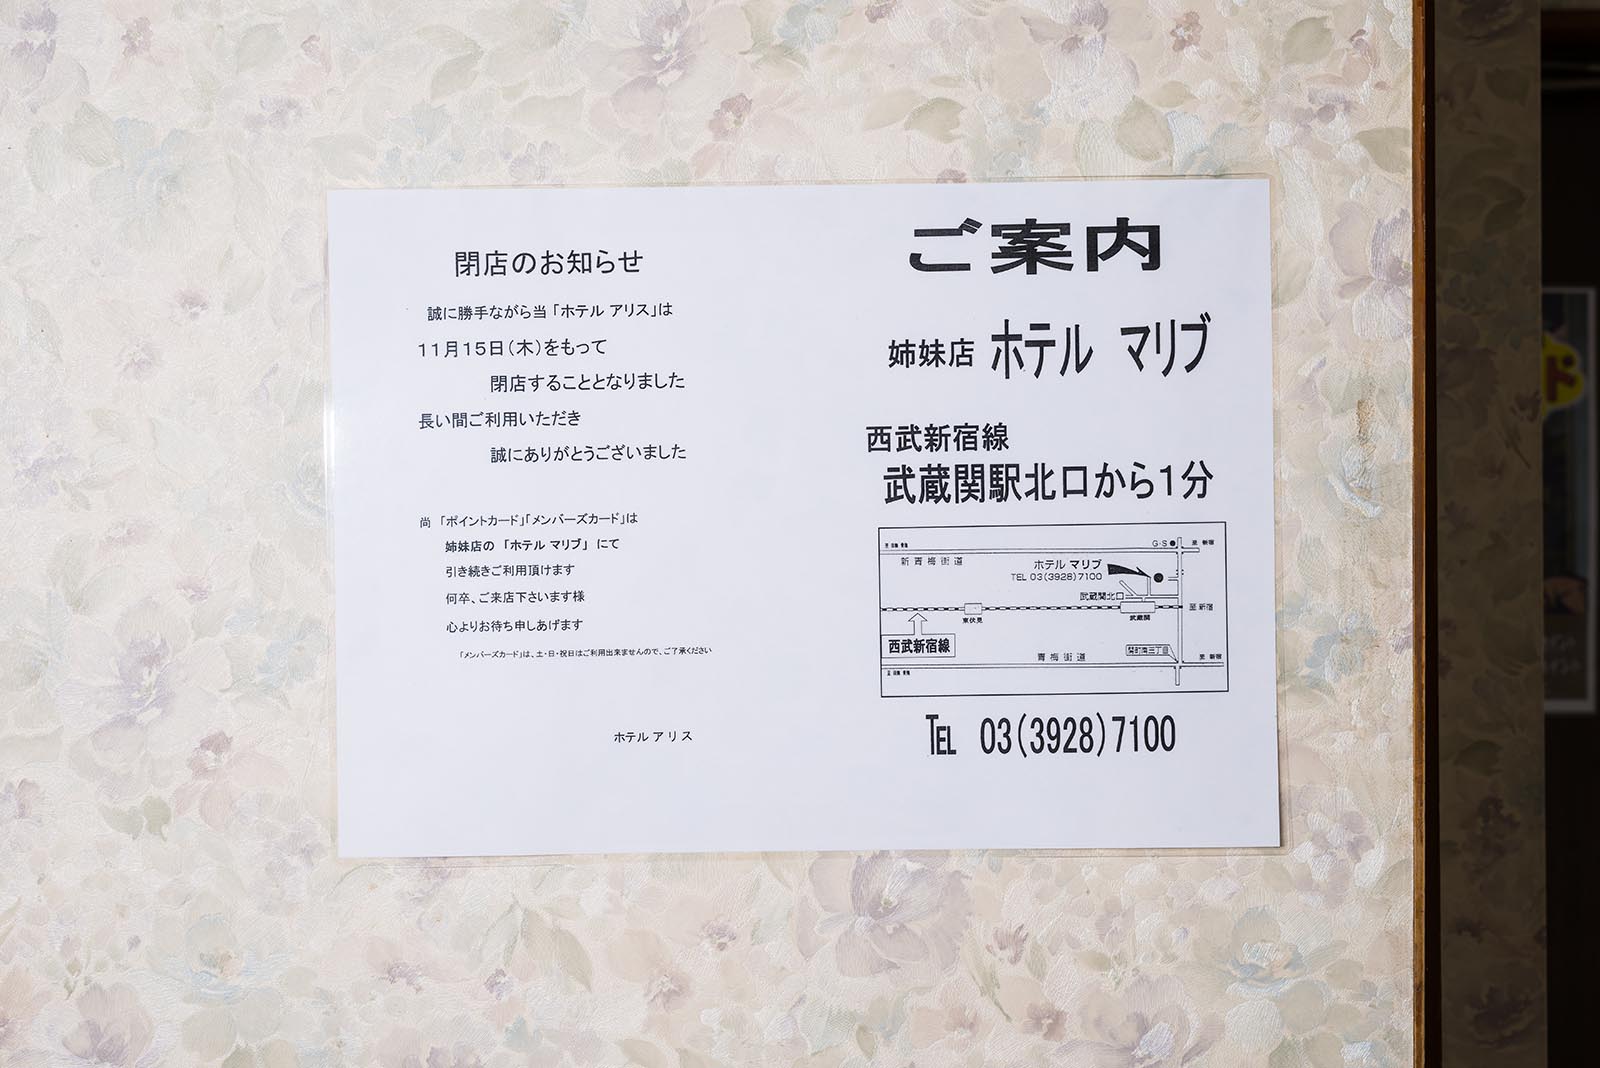 閉店のお知らせ
誠に勝手ながら当「ホテル アリス」は
11月15日(木)をもって
閉店することとなりました
長い間ご利用いただき
誠にありがとうございました
尚 「ポイントカード」「メンバーズカード」は
姉妹店の 「ホテル マリブ」 にて
引き続きご利用頂けます
何卒、ご来店下さいます様
心よりお待ち申しあげます
「メンバーズカード」は、土・日・祝日はご利用出来ませんので、ご了承ください
ホテル アリス
ご案内
姉妹店 ホテル マリブ
西武新宿線
武蔵関駅北口から1分
G・S
至 新宿
新青梅街道
ホテル マリブ
TEL 03(3928)7100
武蔵関北口
至 新宿
東伏見
武蔵関
西武新宿線
関町南三丁目
青梅街道
至 新宿
TEL 03(3928)7100
ド